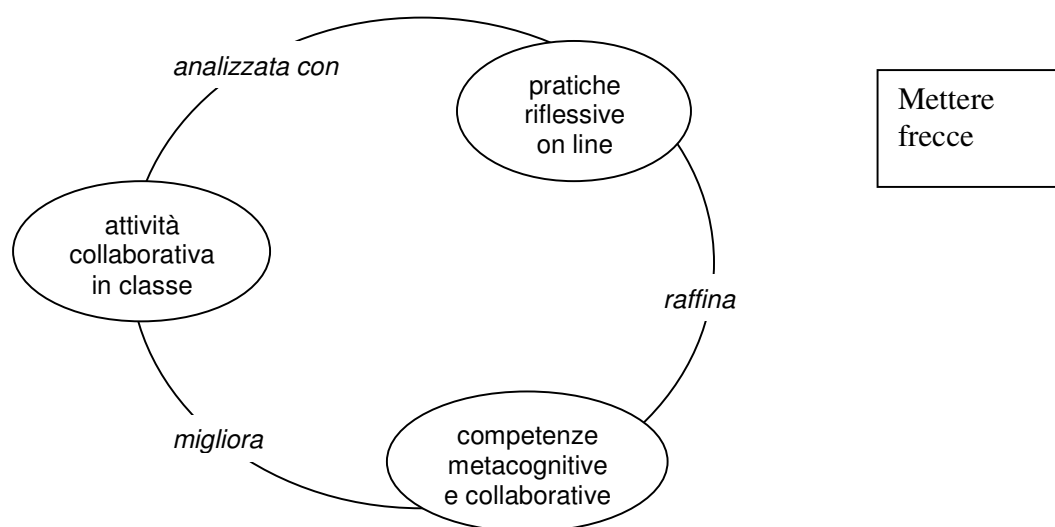 analizzata con
pratiche
riflessive
on line
Mettere
frecce
attività
collaborativa
in classe
raffina
migliora
competenze
metacognitive
e collaborative